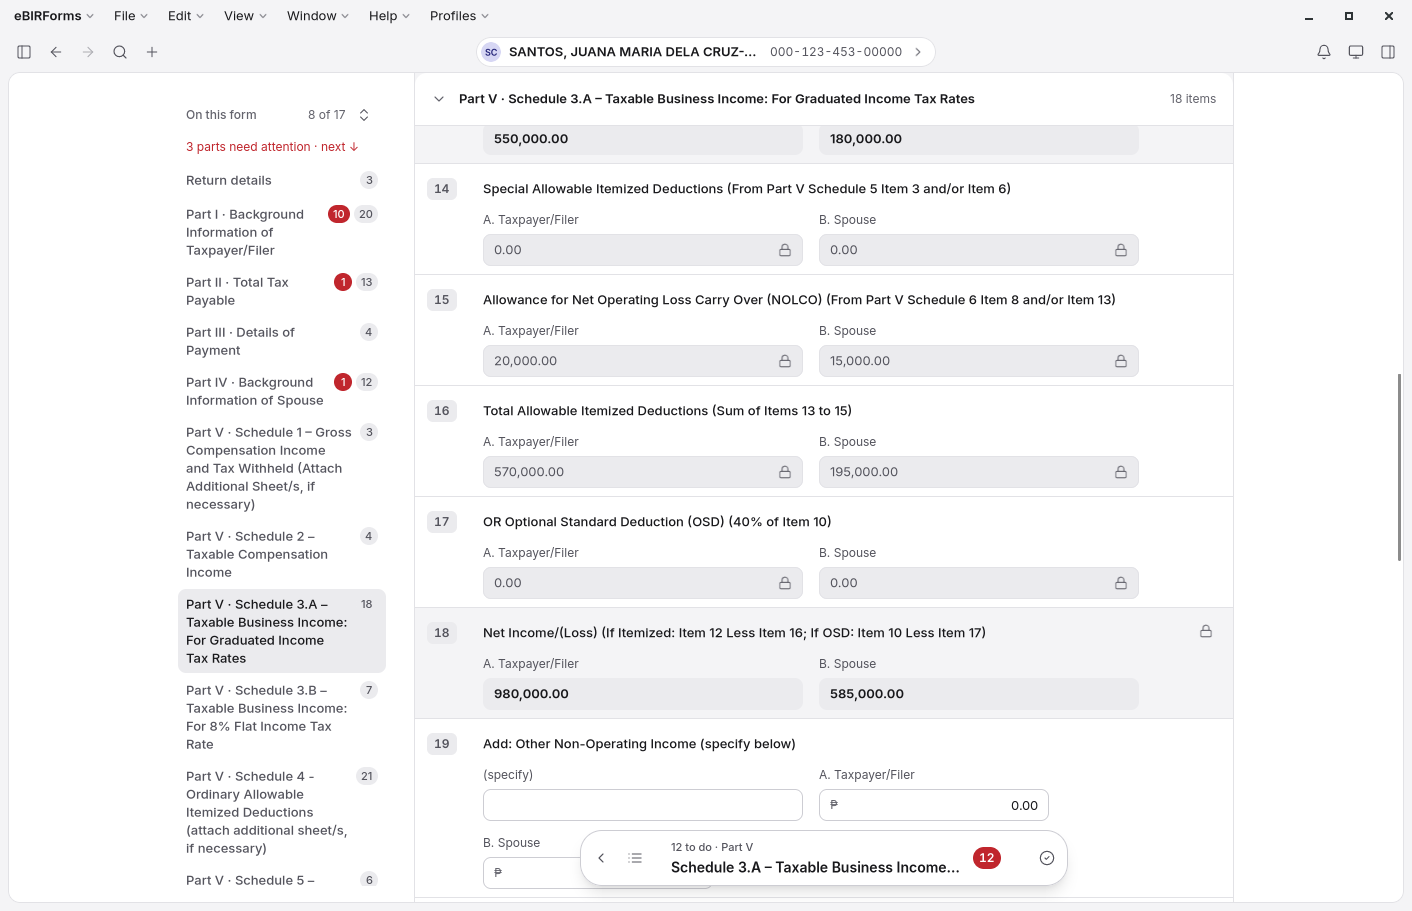 eBIRForms File Edit View Window Help Profiles
SC SANTOS, JUANA MARIA DELA CRUZ-... 000-123-453-00000
On this form 8 of 17
3 parts need attention · next ↓
Return details 3
Part I · Background Information of Taxpayer/Filer 10 20
Part II · Total Tax Payable 1 13
Part III · Details of Payment 4
Part IV · Background Information of Spouse 1 12
Part V · Schedule 1 – Gross Compensation Income and Tax Withheld (Attach Additional Sheet/s, if necessary) 3
Part V · Schedule 2 – Taxable Compensation Income 4
Part V · Schedule 3.A – Taxable Business Income: For Graduated Income Tax Rates 18
Part V · Schedule 3.B – Taxable Business Income: For 8% Flat Income Tax Rate 7
Part V · Schedule 4 - Ordinary Allowable Itemized Deductions (attach additional sheet/s, if necessary) 21
Part V · Schedule 5 – 6
Part V · Schedule 3.A – Taxable Business Income: For Graduated Income Tax Rates 18 items
550,000.00 180,000.00
14 Special Allowable Itemized Deductions (From Part V Schedule 5 Item 3 and/or Item 6)
A. Taxpayer/Filer B. Spouse
0.00 0.00
15 Allowance for Net Operating Loss Carry Over (NOLCO) (From Part V Schedule 6 Item 8 and/or Item 13)
A. Taxpayer/Filer B. Spouse
20,000.00 15,000.00
16 Total Allowable Itemized Deductions (Sum of Items 13 to 15)
A. Taxpayer/Filer B. Spouse
570,000.00 195,000.00
17 OR Optional Standard Deduction (OSD) (40% of Item 10)
A. Taxpayer/Filer B. Spouse
0.00 0.00
18 Net Income/(Loss) (If Itemized: Item 12 Less Item 16; If OSD: Item 10 Less Item 17)
A. Taxpayer/Filer B. Spouse
980,000.00 585,000.00
19 Add: Other Non-Operating Income (specify below)
(specify) A. Taxpayer/Filer
₱ 0.00
B. Spouse
₱
12 to do · Part V
Schedule 3.A – Taxable Business Income... 12